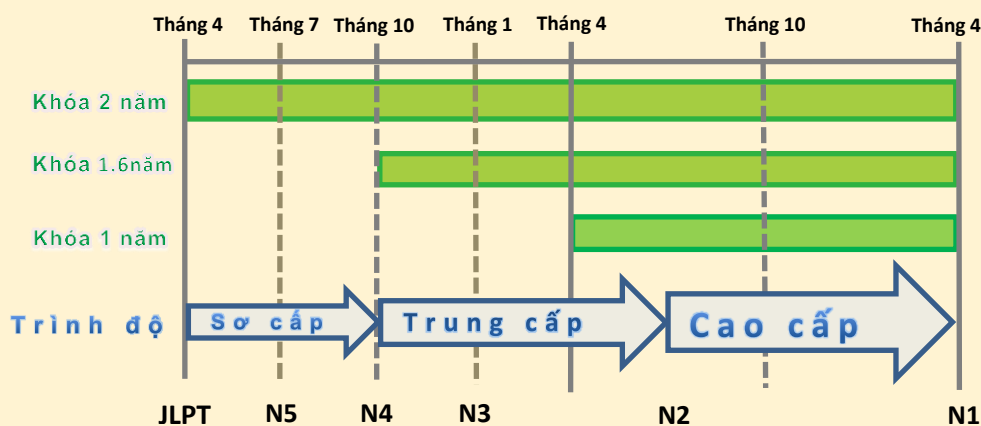 Tháng 4 Tháng 7 Tháng 10 Tháng 1 Tháng 4 Tháng 10 Tháng 4
Khóa 2 năm
Khóa 1.6năm
Khóa 1 năm
Trình độ Sơ cấp Trung cấp Cao cấp
JLPT N5 N4 N3 N2 N1